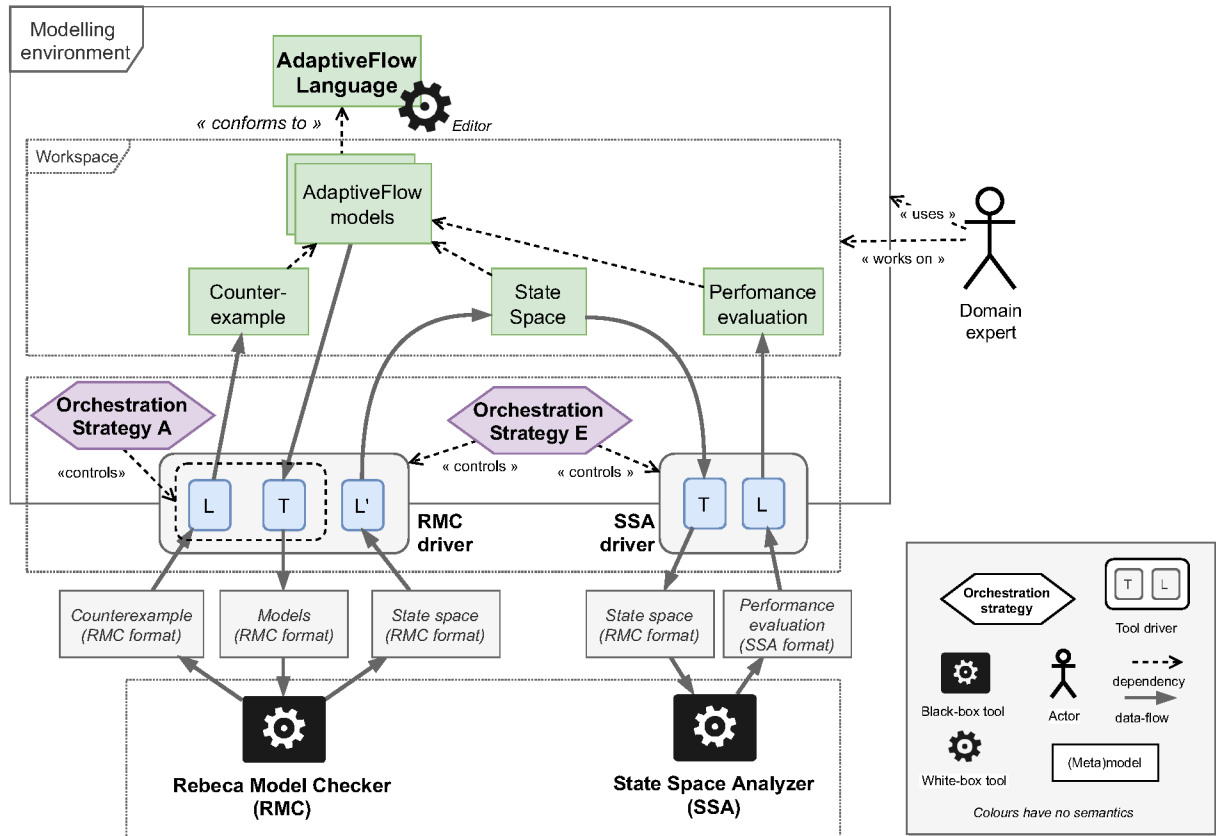 Modelling
environment
AdaptiveFlow
Language
Editor
« conforms to »
Workspace
AdaptiveFlow
models
« uses »
« works on »
Counter-
example
State
Space
Perfomance
evaluation
Domain
expert
Orchestration
Strategy A
Orchestration
Strategy E
«controls»
« controls »
« controls »
L
T
L'
RMC
driver
SSA
driver
T
L
Counterexample
(RMC format)
Models
(RMC format)
State space
(RMC format)
State space
(RMC format)
Performance
evaluation
(SSA format)
Rebeca Model Checker
(RMC)
State Space Analyzer
(SSA)
Orchestration
strategy
T
L
Tool driver
Black-box tool
Actor
dependency
data-flow
White-box tool
(Meta)model
Colours have no semantics